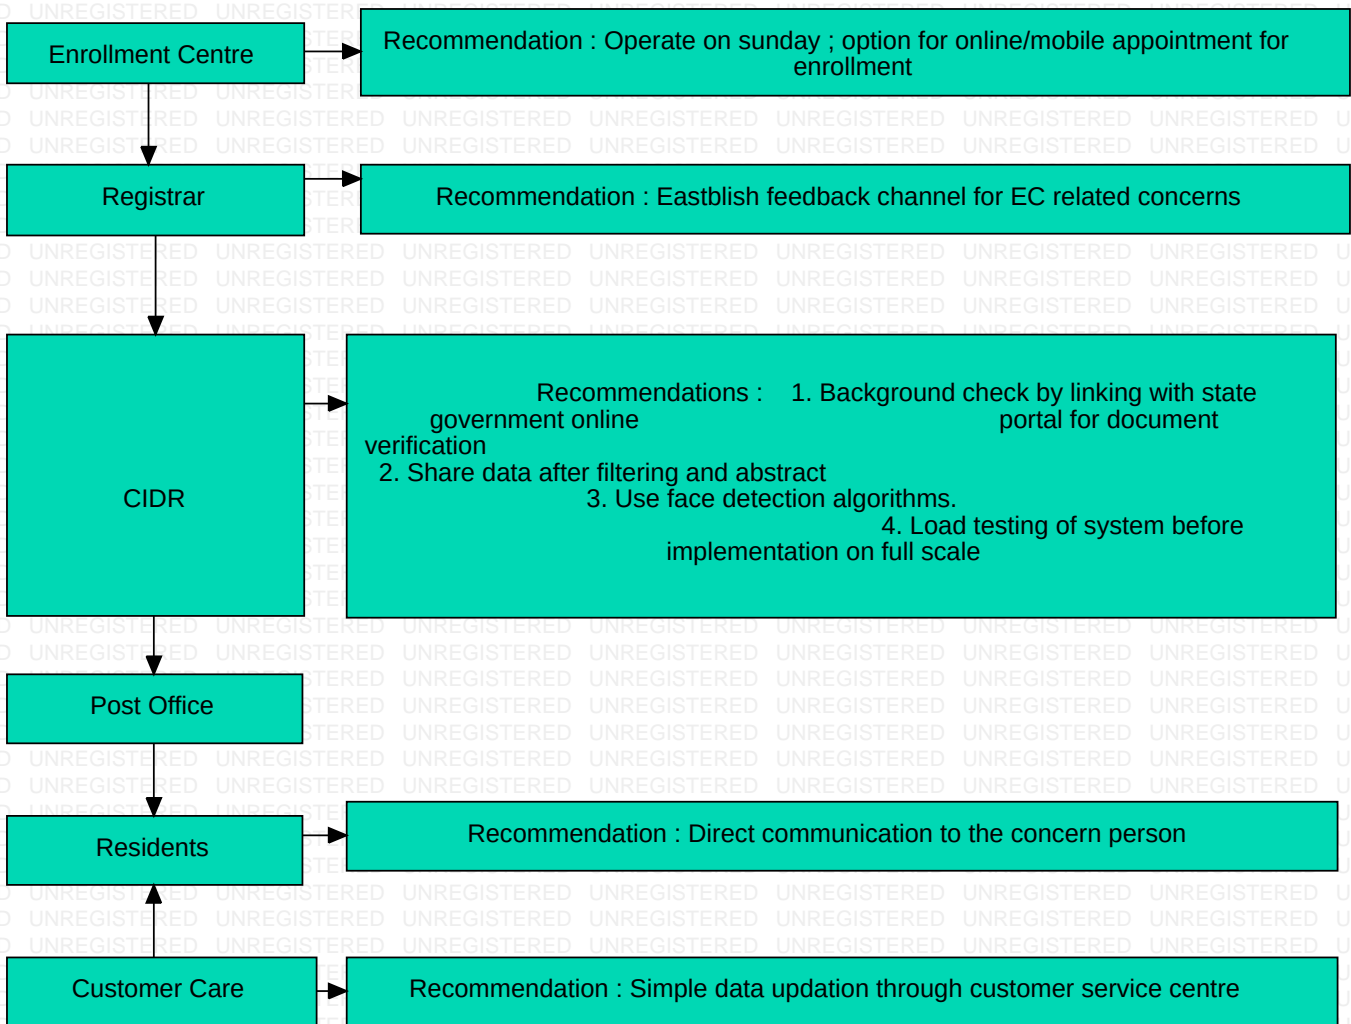 Enrollment Centre
Recommendation : Operate on sunday ; option for online/mobile appointment for
enrollment
Registrar
Recommendation : Eastblish feedback channel for EC related concerns
CIDR
Recommendations : 1. Background check by linking with state
government online portal for document
verification
2. Share data after filtering and abstract
3. Use face detection algorithms.
4. Load testing of system before
implementation on full scale
Post Office
Residents
Recommendation : Direct communication to the concern person
Customer Care
Recommendation : Simple data updation through customer service centre
UNREGISTERED